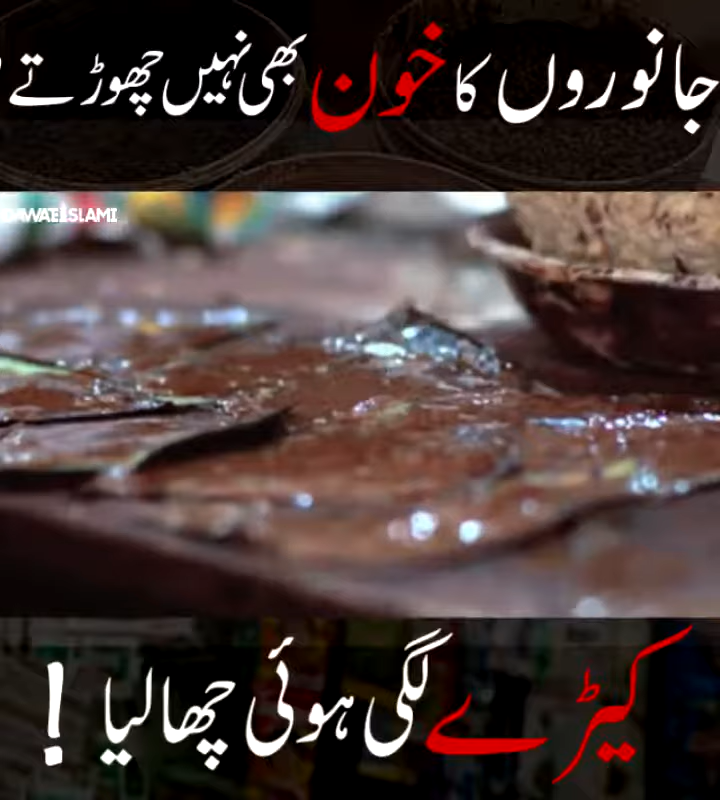 جانوروں کا خون بھی نہیں چھوڑتے
DAWATEISLAMI
کیڑے لگی ہوئی چھالیا !